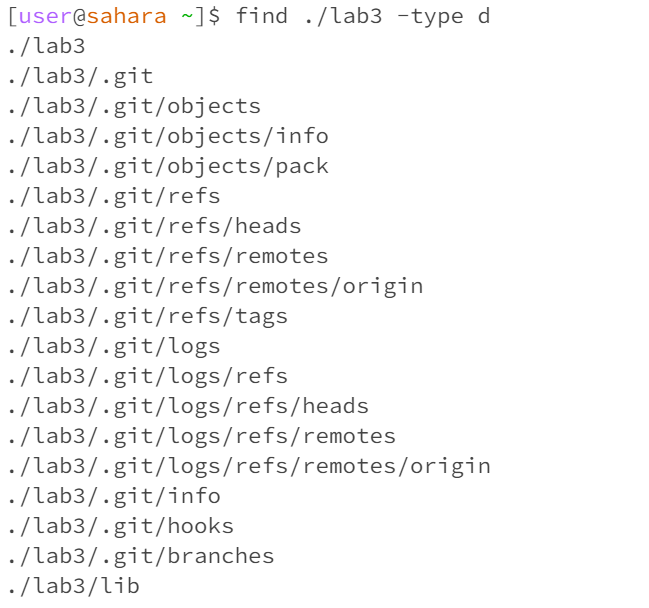 [user@sahara ~]$ find ./lab3 -type d
./lab3
./lab3/.git
./lab3/.git/objects
./lab3/.git/objects/info
./lab3/.git/objects/pack
./lab3/.git/refs
./lab3/.git/refs/heads
./lab3/.git/refs/remotes
./lab3/.git/refs/remotes/origin
./lab3/.git/refs/tags
./lab3/.git/logs
./lab3/.git/logs/refs
./lab3/.git/logs/refs/heads
./lab3/.git/logs/refs/remotes
./lab3/.git/logs/refs/remotes/origin
./lab3/.git/info
./lab3/.git/hooks
./lab3/.git/branches
./lab3/lib